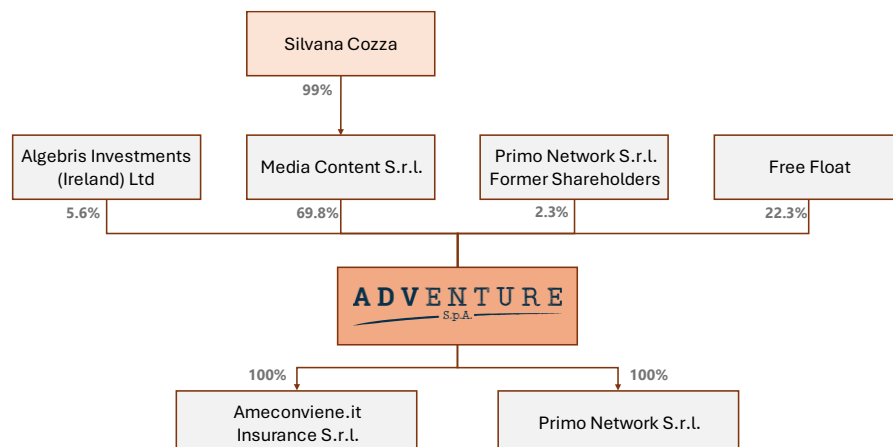 Silvana Cozza
99%
Algebris Investments
(Ireland) Ltd
Media Content S.r.l.
Primo Network S.r.l.
Former Shareholders
Free Float
5.6%
69.8%
2.3%
22.3%
ADVENTURE
S.p.A.
100%
100%
Ameconviene.it
Insurance S.r.l.
Primo Network S.r.l.